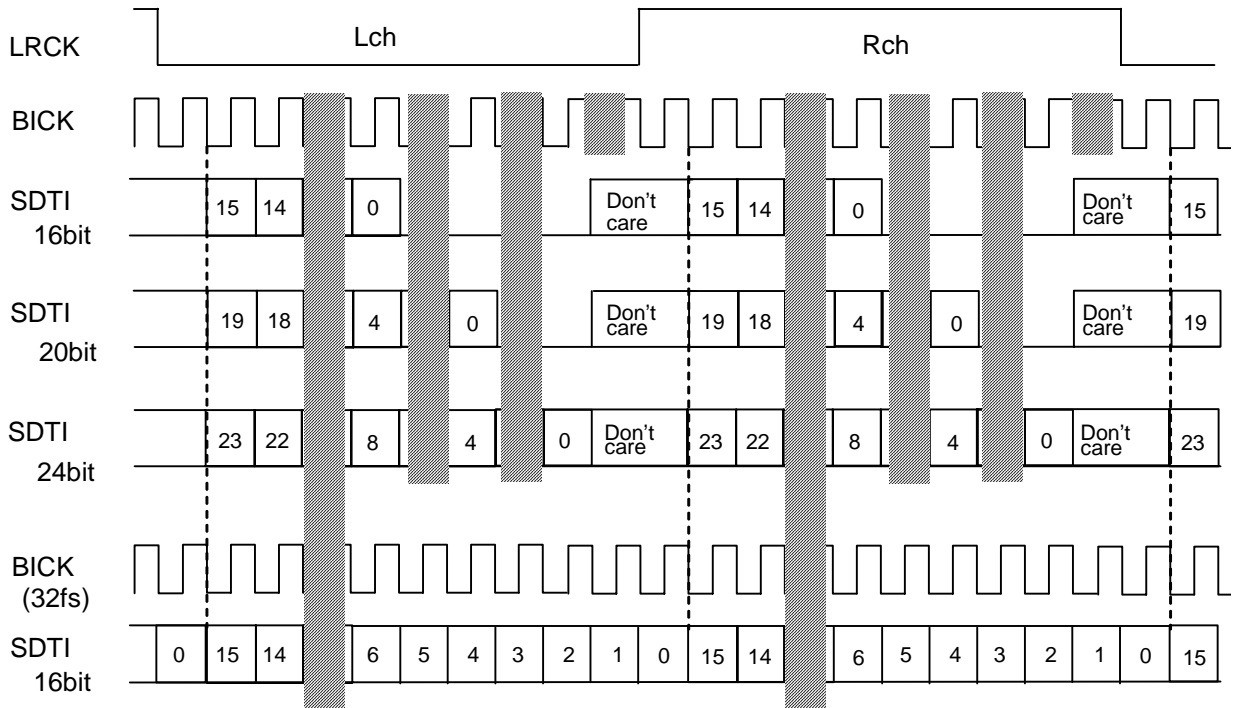 LRCK Lch Rch
BICK
SDTI
16bit
15 14 0 Don't care 15 14 0 Don't care 15
SDTI
20bit
19 18 4 0 Don't care 19 18 4 0 Don't care 19
SDTI
24bit
23 22 8 4 0 Don't care 23 22 8 4 0 Don't care 23
BICK
(32fs)
SDTI
16bit
0 15 14 6 5 4 3 2 1 0 15 14 6 5 4 3 2 1 0 15